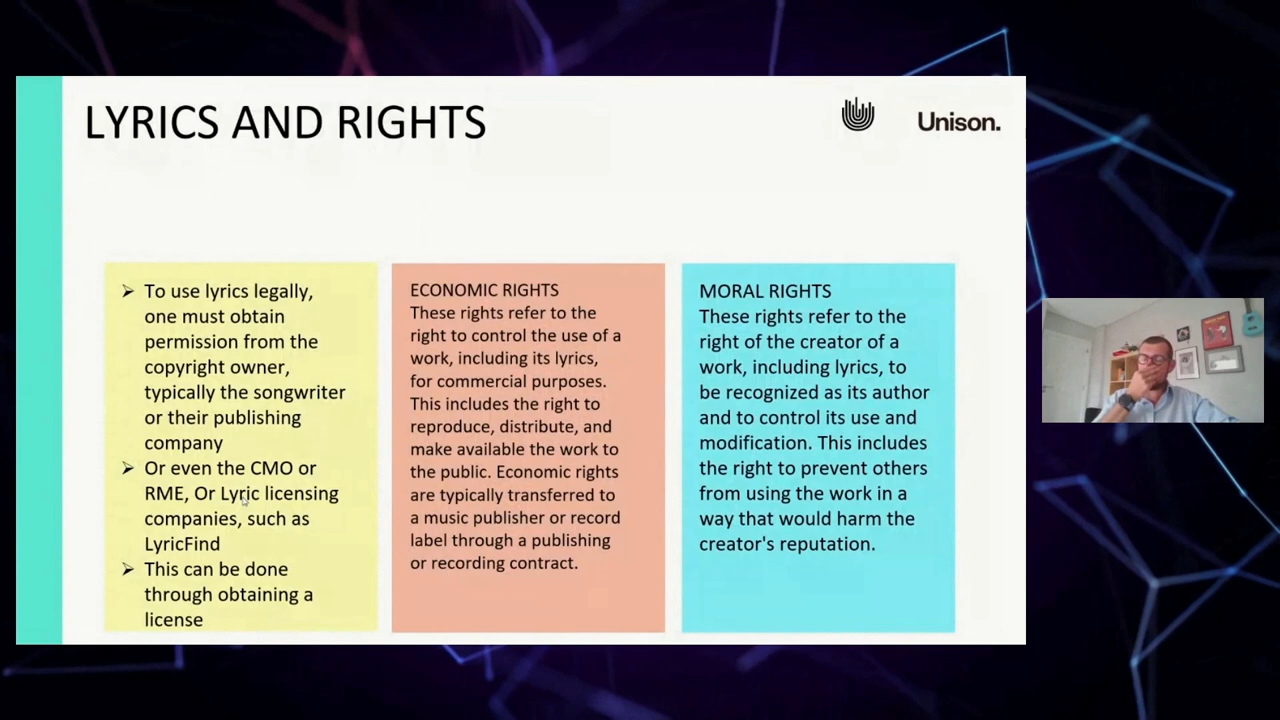 LYRICS AND RIGHTS
Unison.
To use lyrics legally,
one must obtain
permission from the
copyright owner,
typically the songwriter
or their publishing
company
Or even the CMO or
RME, Or Lyric licensing
companies, such as
LyricFind
This can be done
through obtaining a
license
ECONOMIC RIGHTS
These rights refer to the
right to control the use of a
work, including its lyrics,
for commercial purposes.
This includes the right to
reproduce, distribute, and
make available the work to
the public. Economic rights
are typically transferred to
a music publisher or record
label through a publishing
or recording contract.
MORAL RIGHTS
These rights refer to the
right of the creator of a
work, including lyrics, to
be recognized as its author
and to control its use and
modification. This includes
the right to prevent others
from using the work in a
way that would harm the
creator's reputation.